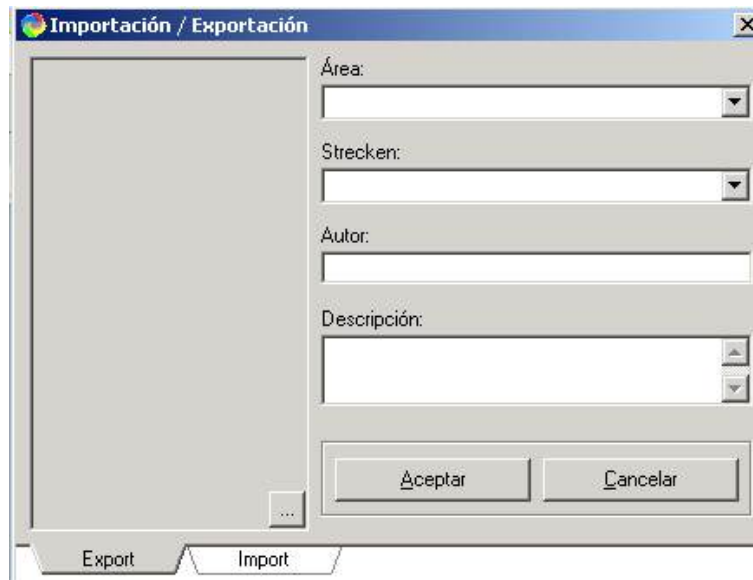 Importación / Exportación
Área:
Strecken:
Autor:
Descripción:
...
Aceptar
Cancelar
Export
Import